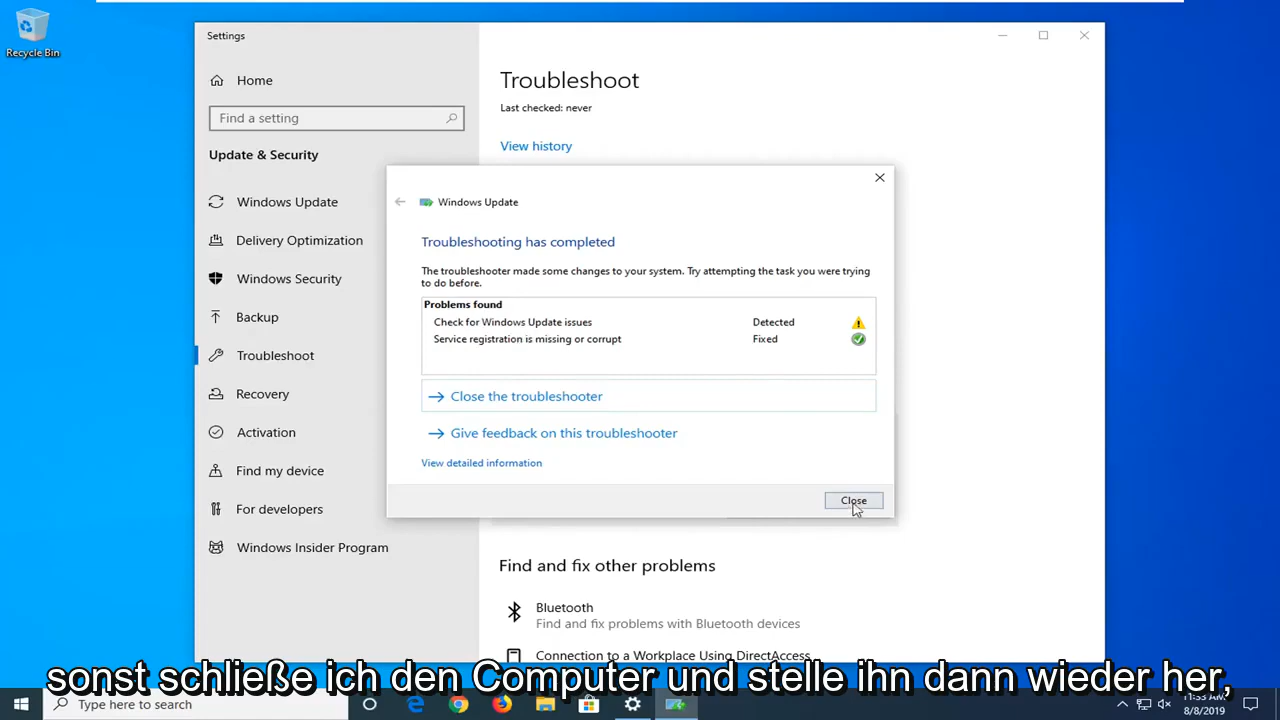 Recycle Bin
Settings
Home
Find a setting
Update & Security
Windows Update
Delivery Optimization
Windows Security
Backup
Troubleshoot
Recovery
Activation
Find my device
For developers
Windows Insider Program
Troubleshoot
Last checked: never
View history
Windows Update
Troubleshooting has completed
The troubleshooter made some changes to your system. Try attempting the task you were trying
to do before.
Problems found
Check for Windows Update issues Detected
Service registration is missing or corrupt Fixed
Close the troubleshooter
Give feedback on this troubleshooter
View detailed information
Close
Find and fix other problems
Bluetooth
Find and fix problems with Bluetooth devices
Connection to a Workplace Using DirectAccess
sonst schließe ich den Computer und stelle ihn dann wieder her,
Type here to search
11:53 AM
8/8/2019